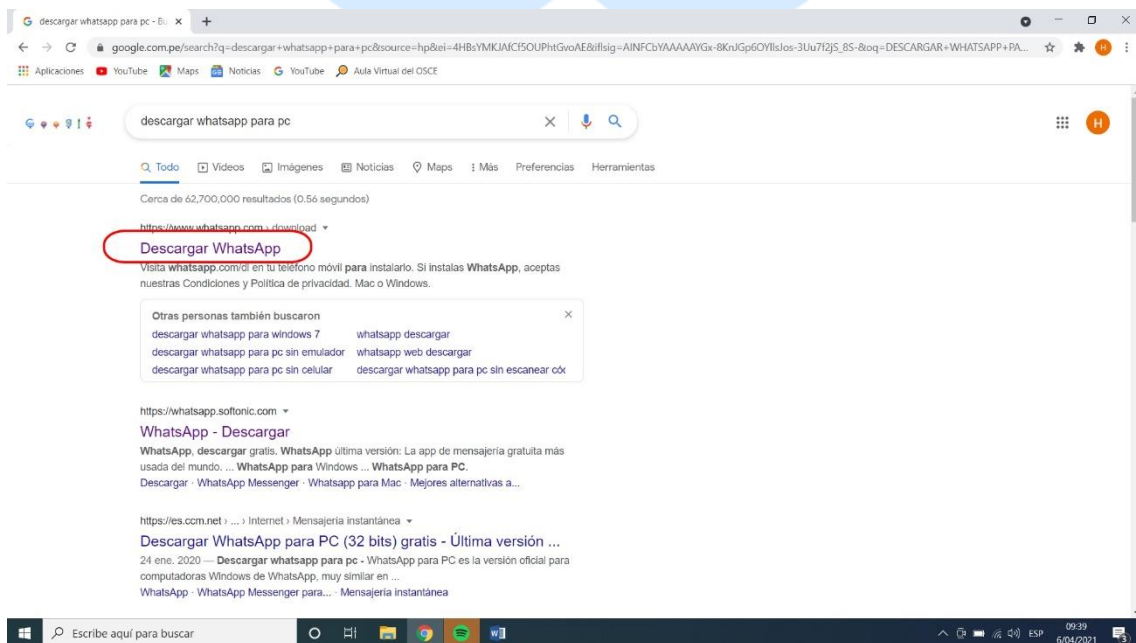 descargar whatsapp para pc - Bu
google.com.pe/search?q=descargar+whatsapp+para+pc&source=hp&ei=4HBsYMKJAfCf5OUPhtGvoAE&iflsig=AINFCbYAAAAAYGx-8KnJGp6OYllsJos-3Uu7f2jS_8S-&oq=DESCARGAR+WHATSAPP+PA...
H
Aplicaciones YouTube Maps Noticias YouTube Aula Virtual del OSCE
descargar whatsapp para pc
H
Todo Vídeos Imágenes Noticias Maps Más Preferencias Herramientas
Cerca de 62,700,000 resultados (0.56 segundos)
https://www.whatsapp.com › download
Descargar WhatsApp
Visita whatsapp.com/dl en tu teléfono móvil para instalarlo. Si instalas WhatsApp, aceptas
nuestras Condiciones y Política de privacidad. Mac o Windows.
Otras personas también buscaron
descargar whatsapp para windows 7 whatsapp descargar
descargar whatsapp para pc sin emulador whatsapp web descargar
descargar whatsapp para pc sin celular descargar whatsapp para pc sin escanear cóx
https://whatsapp.softonic.com
WhatsApp - Descargar
WhatsApp, descargar gratis. WhatsApp última versión: La app de mensajería gratuita más
usada del mundo. ... WhatsApp para Windows ... WhatsApp para PC.
Descargar · WhatsApp Messenger · Whatsapp para Mac · Mejores alternativas a...
https://es.ccm.net › ... › Internet › Mensajería instantánea
Descargar WhatsApp para PC (32 bits) gratis - Última versión ...
24 ene. 2020 — Descargar whatsapp para pc - WhatsApp para PC es la versión oficial para
computadoras Windows de WhatsApp, muy similar en ...
WhatsApp · WhatsApp Messenger para... · Mensajería instantánea
Escribe aquí para buscar
ESP
09:39
6/04/2021